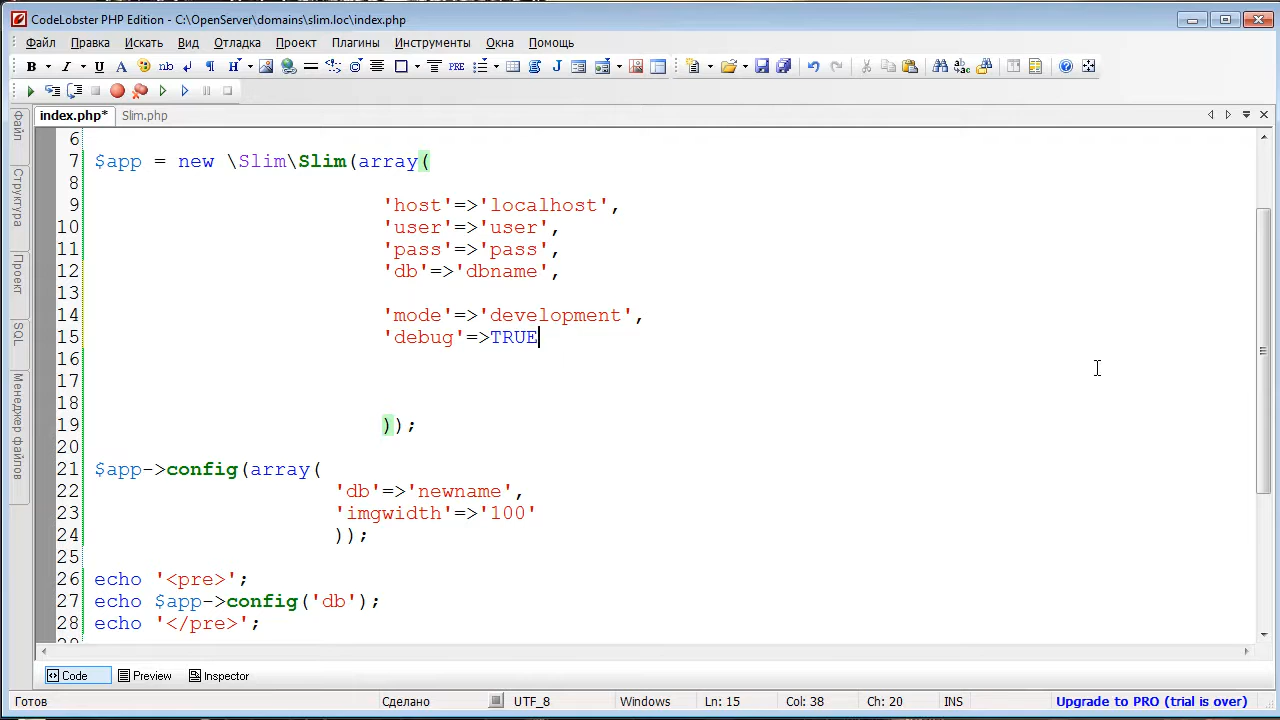 CodeLobster PHP Edition - C:\OpenServer\domains\slim.loc\index.php
Файл Правка Искать Вид Отладка Проект Плагины Инструменты Окна Помощь
B I U A nb ¶ H PRE J
index.php* Slim.php
Файл
Структура
Проект
SQL
Менеджер файлов
6
7 $app = new \Slim\Slim(array(
8
9 'host'=>'localhost',
10 'user'=>'user',
11 'pass'=>'pass',
12 'db'=>'dbname',
13
14 'mode'=>'development',
15 'debug'=>TRUE
16
17
18
19 ));
20
21 $app->config(array(
22 'db'=>'newname',
23 'imgwidth'=>'100'
24 ));
25
26 echo '<pre>';
27 echo $app->config('db');
28 echo '</pre>';
Code Preview Inspector
Готов Сделано UTF_8 Windows Ln: 15 Col: 38 Ch: 20 INS Upgrade to PRO (trial is over)